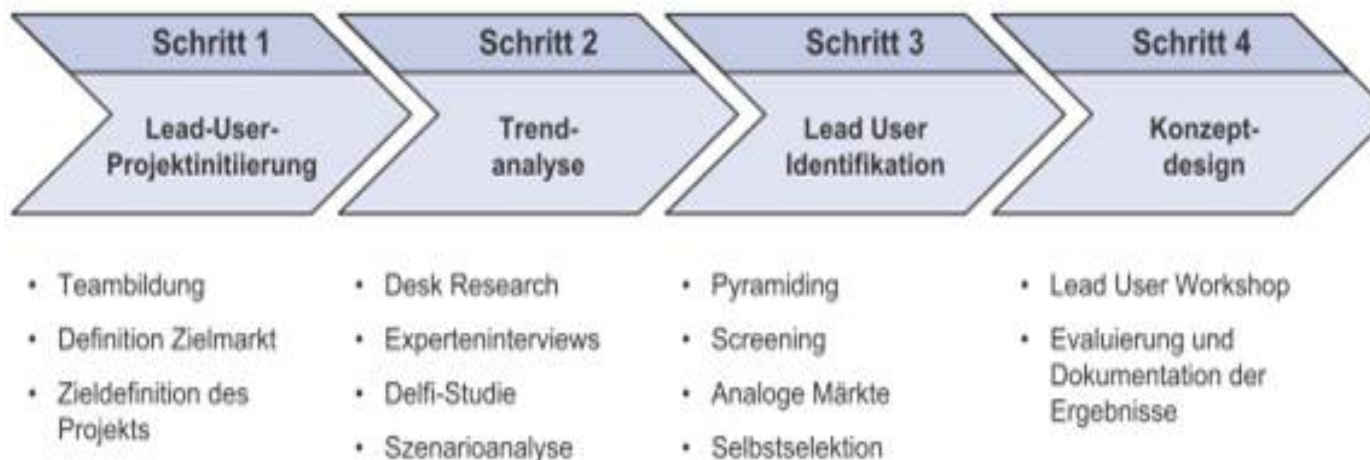 Schritt 1
Lead-User-
Projektinitiierung
• Teambildung
• Definition Zielmarkt
• Zieldefinition des
Projekts
Schritt 2
Trend-
analyse
• Desk Research
• Experteninterviews
• Delfi-Studie
• Szenarioanalyse
Schritt 3
Lead User
Identifikation
• Pyramiding
• Screening
• Analoge Märkte
• Selbstselektion
Schritt 4
Konzept-
design
• Lead User Workshop
• Evaluierung und
Dokumentation der
Ergebnisse